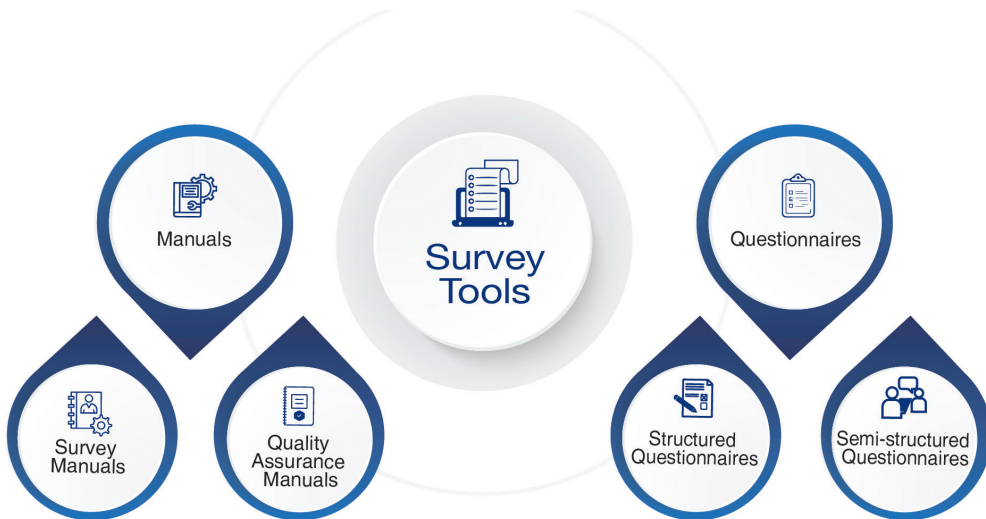 Survey
Tools
Manuals
Survey
Manuals
Quality
Assurance
Manuals
Questionnaires
Structured
Questionnaires
Semi-structured
Questionnaires